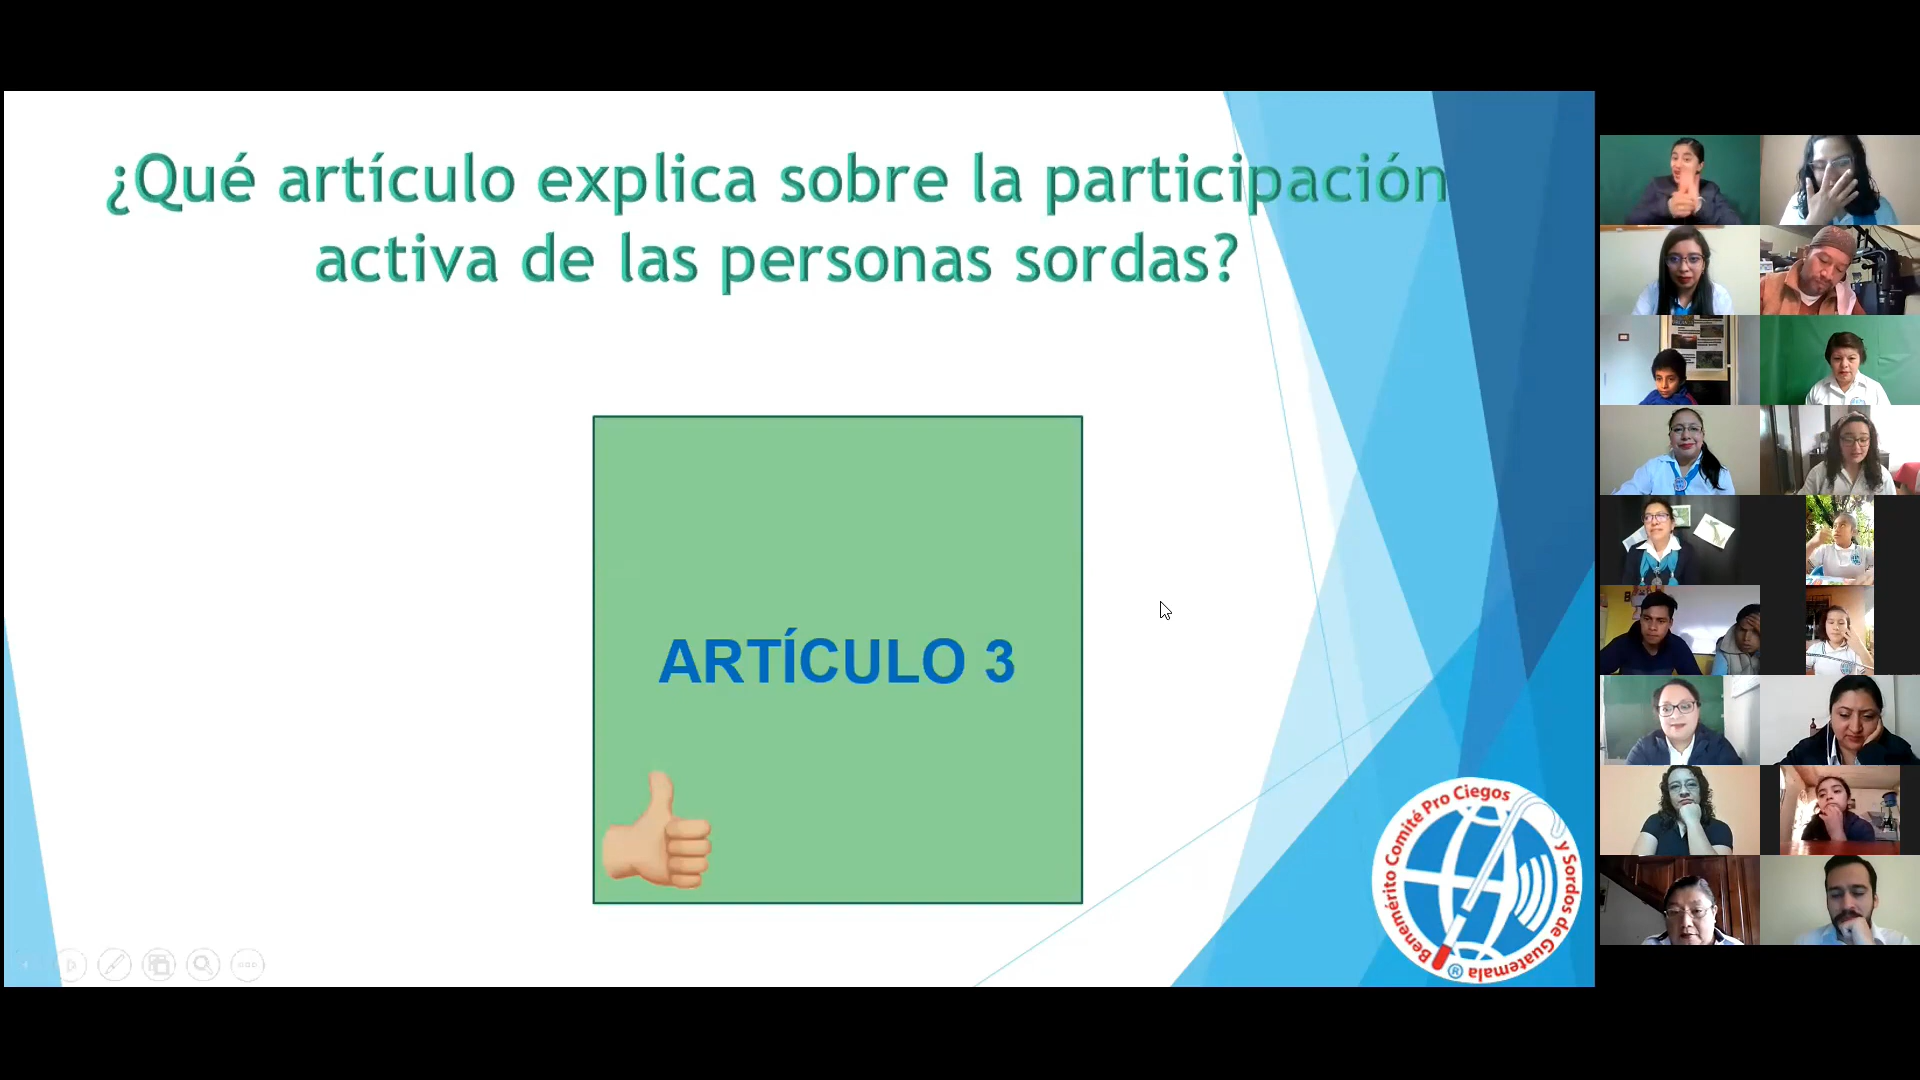 ¿Qué artículo explica sobre la participación
activa de las personas sordas?
ARTÍCULO 3
Benemérito Comité Pro Ciegos y Sordos de Guatemala
®